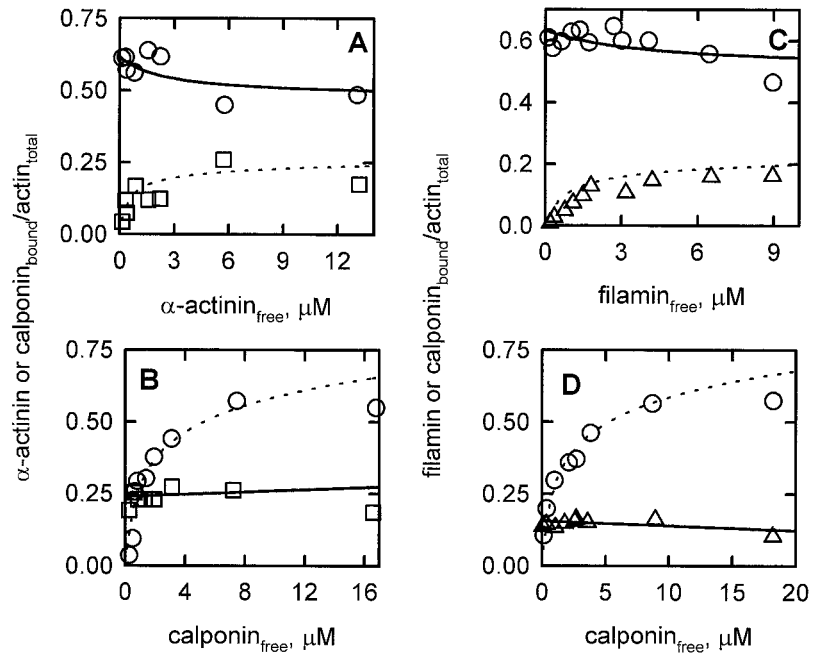 α-actinin or calponin_bound/actin_total
A
0.75
0.50
0.25
0.00
0 3 6 9 12
α-actinin_free, μM
B
0.75
0.50
0.25
0.00
0 4 8 12 16
calponin_free, μM
filamin or calponin_bound/actin_total
C
0.6
0.4
0.2
0.0
0 3 6 9
filamin_free, μM
D
0.75
0.50
0.25
0.00
0 5 10 15 20
calponin_free, μM